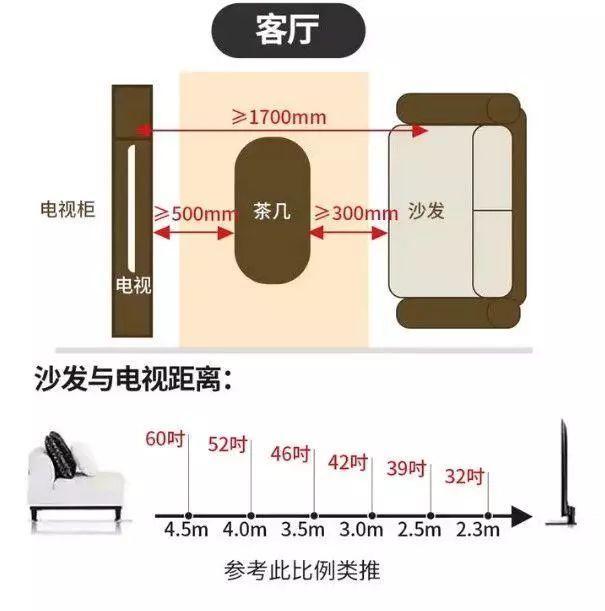 客厅
≥1700mm
电视柜
≥500mm
茶几
≥300mm
沙发
电视
沙发与电视距离：
60吋
52吋
46吋
42吋
39吋
32吋
4.5m
4.0m
3.5m
3.0m
2.5m
2.3m
参考此比例类推